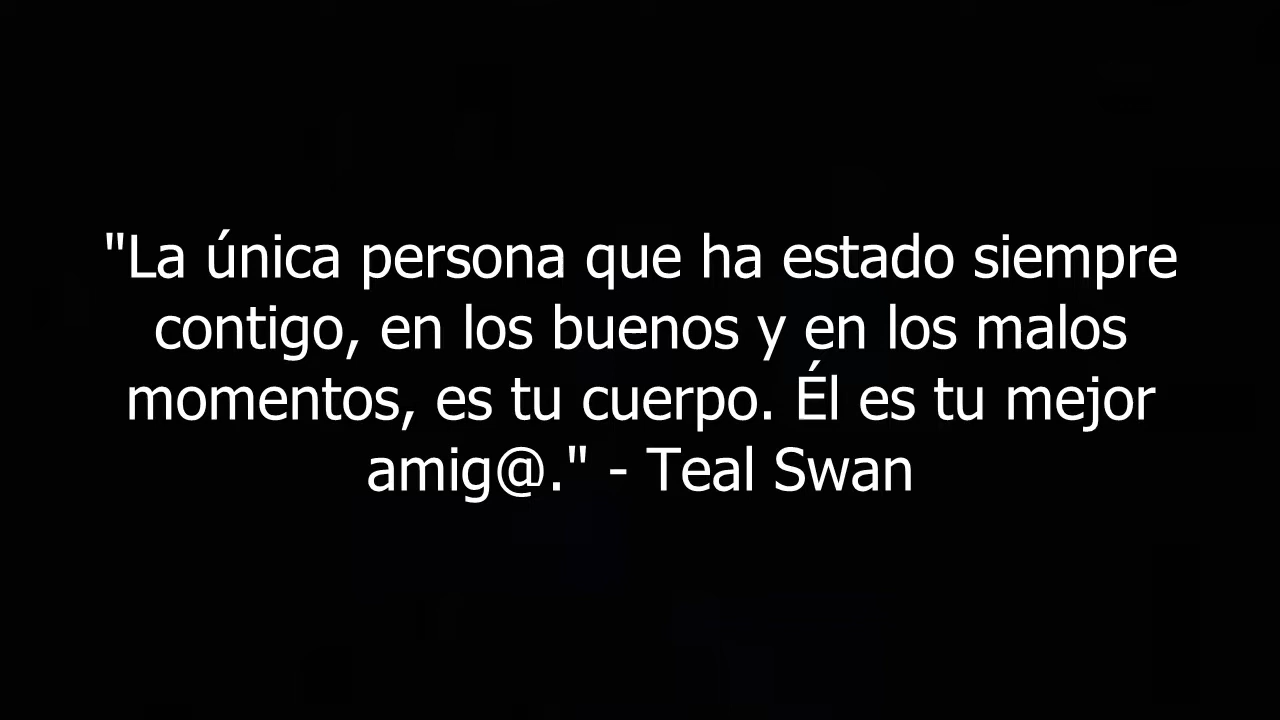 "La única persona que ha estado siempre
contigo, en los buenos y en los malos
momentos, es tu cuerpo. Él es tu mejor
amig@." - Teal Swan